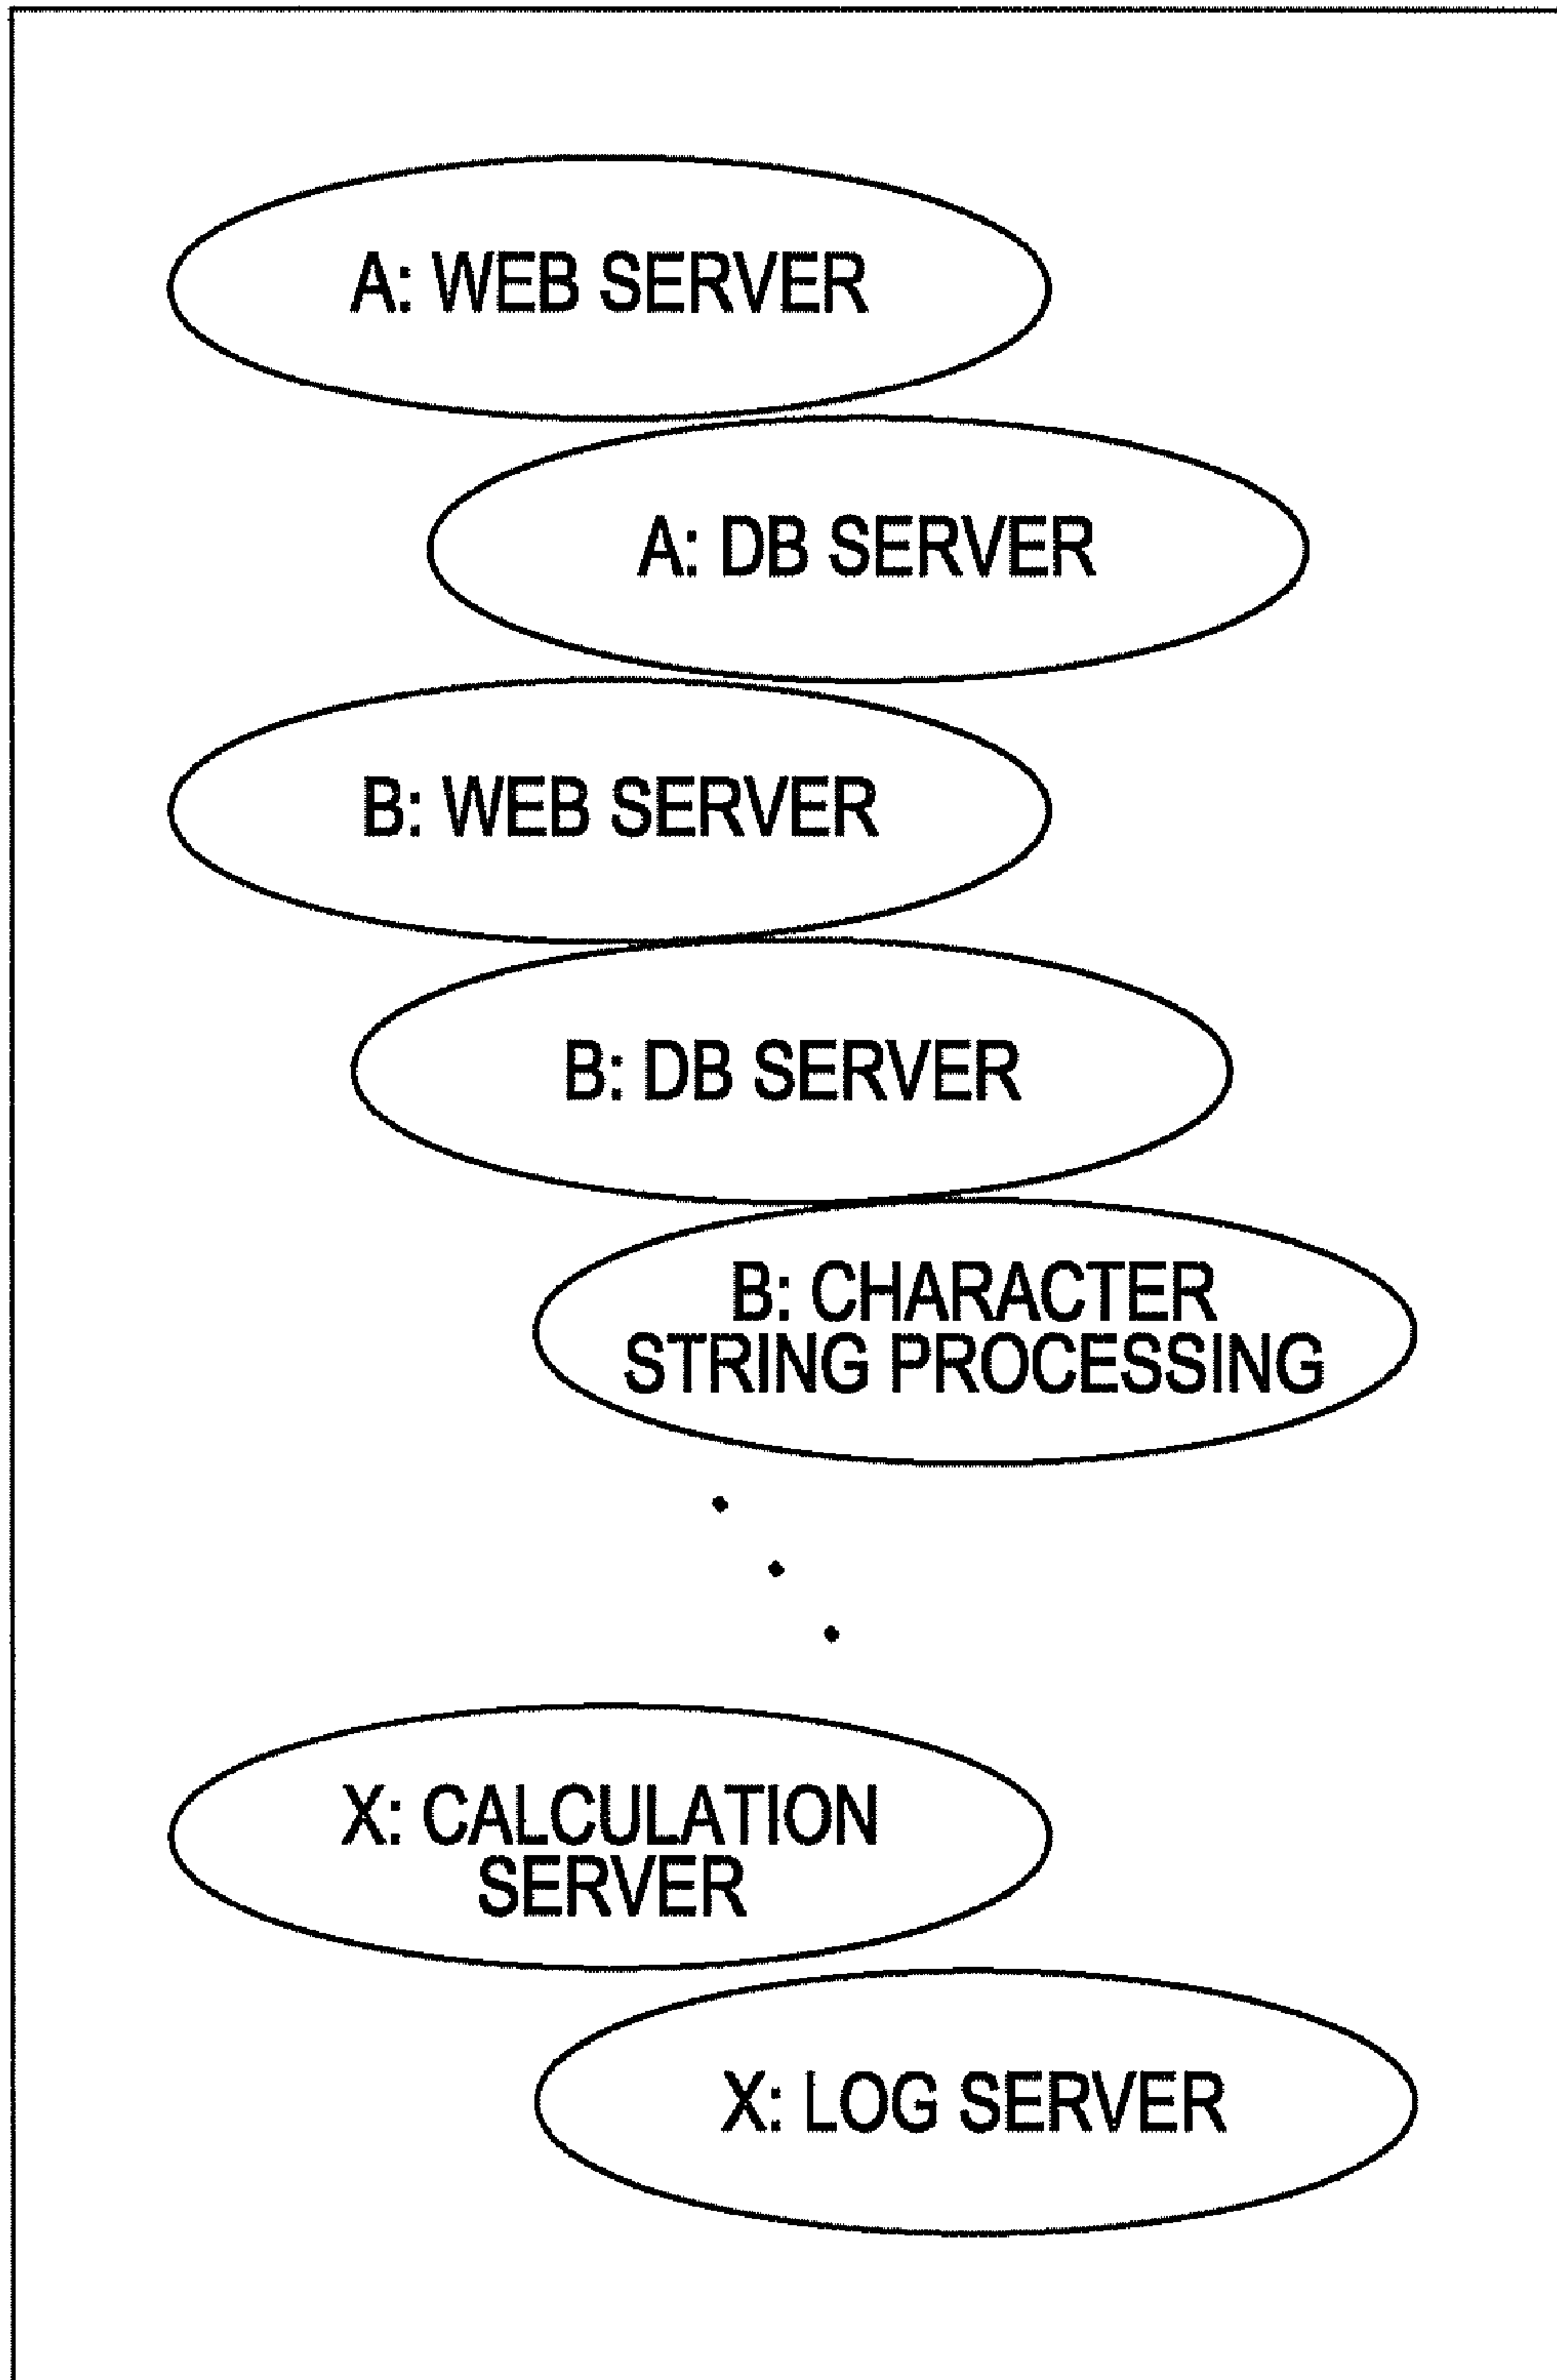 A: WEB SERVER
A: DB SERVER
B: WEB SERVER
B: DB SERVER
B: CHARACTER
STRING PROCESSING
X: CALCULATION
SERVER
X: LOG SERVER